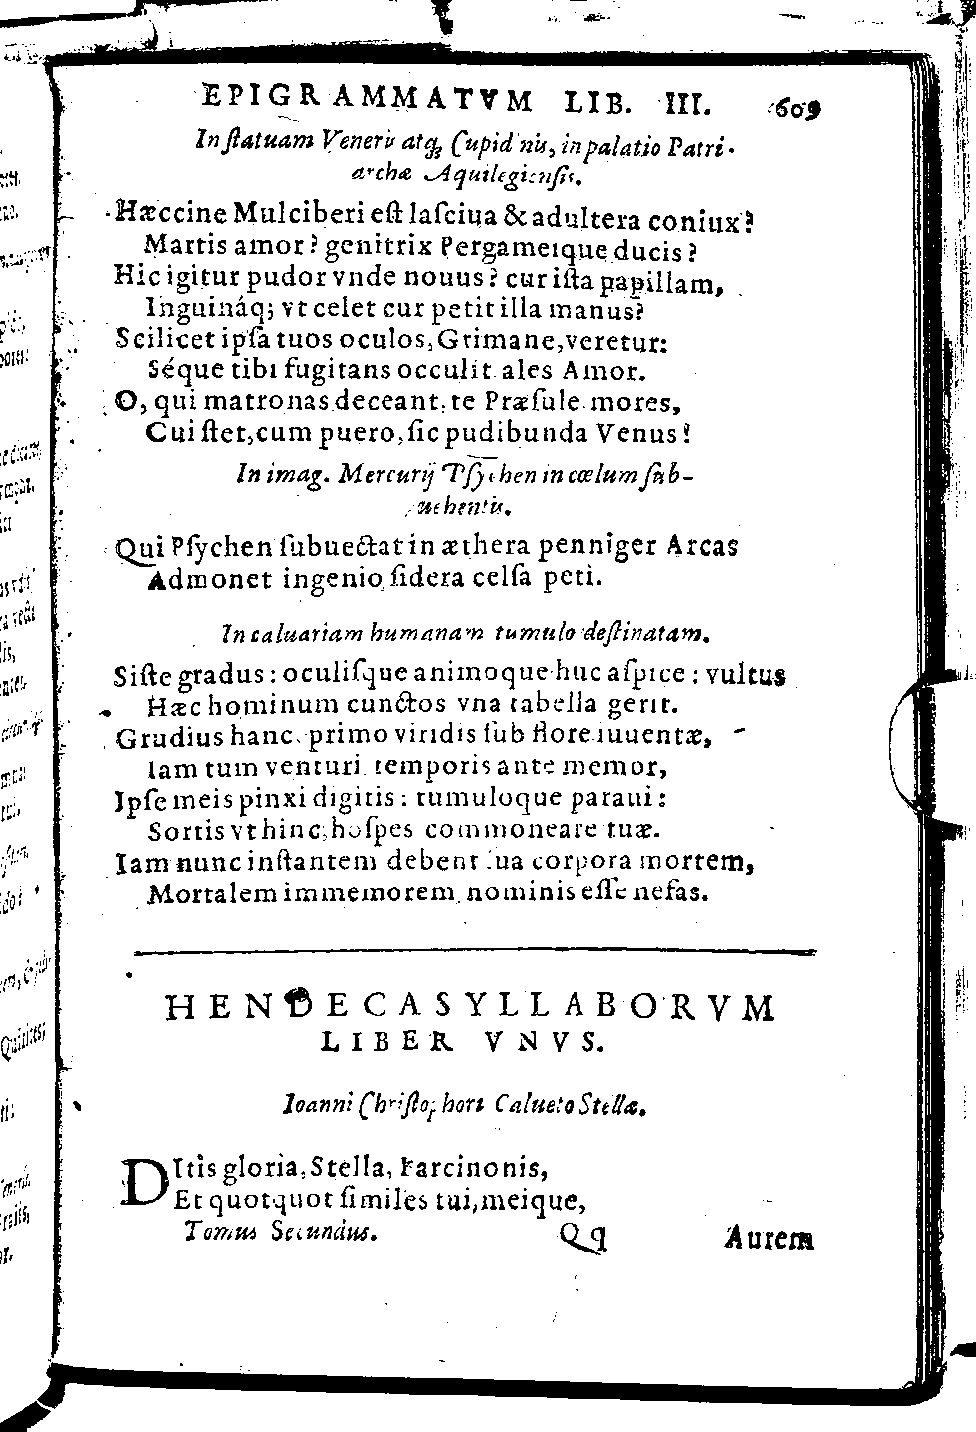 EPIGRAMMATVM LIB. III. 609
In ſtatuam Veneris atq; Cupidinis, in palatio Patri-
archæ Aquilegienſis.
Hæccine Mulciberi eſt laſciua & adultera coniux?
Martis amor? genitrix Pergameique ducis?
Hic igitur pudor vnde nouus? cur iſta papillam,
Inguináq; vt celet cur petit illa manus?
Scilicet ipſa tuos oculos, Grimane, veretur:
Séque tibi fugitans occulit ales Amor.
O, qui matronas deceant, te Præſule mores,
Cui ſtet, cum puero, ſic pudibunda Venus!
In imag. Mercurij Pſychen in cœlum ſub-
uehentis.
Qui Pſychen ſubuectat in æthera penniger Arcas
Admonet ingenio ſidera celſa peti.
In caluariam humanam tumulo deſtinatam.
Siſte gradus: oculiſque animoque huc aſpice: vultus
Hæc hominum cunctos vna tabella gerit.
Grudius hanc primo viridis ſub flore iuuentæ,
Iam tum venturi temporis ante memor,
Ipſe meis pinxi digitis: tumuloque paraui:
Sortis vt hinc, hoſpes commoneare tuæ.
Iam nunc inſtantem debent ſua corpora mortem,
Mortalem immemorem nominis eſſe nefas.
HENDECASYLLABORVM
LIBER VNVS.
Ioanni Chriſtophori Calueto Stellæ.
DItis gloria, Stella, Farcinonis,
Et quotquot ſimiles tui, meique,
Tomus Secundus. Qq Aurem